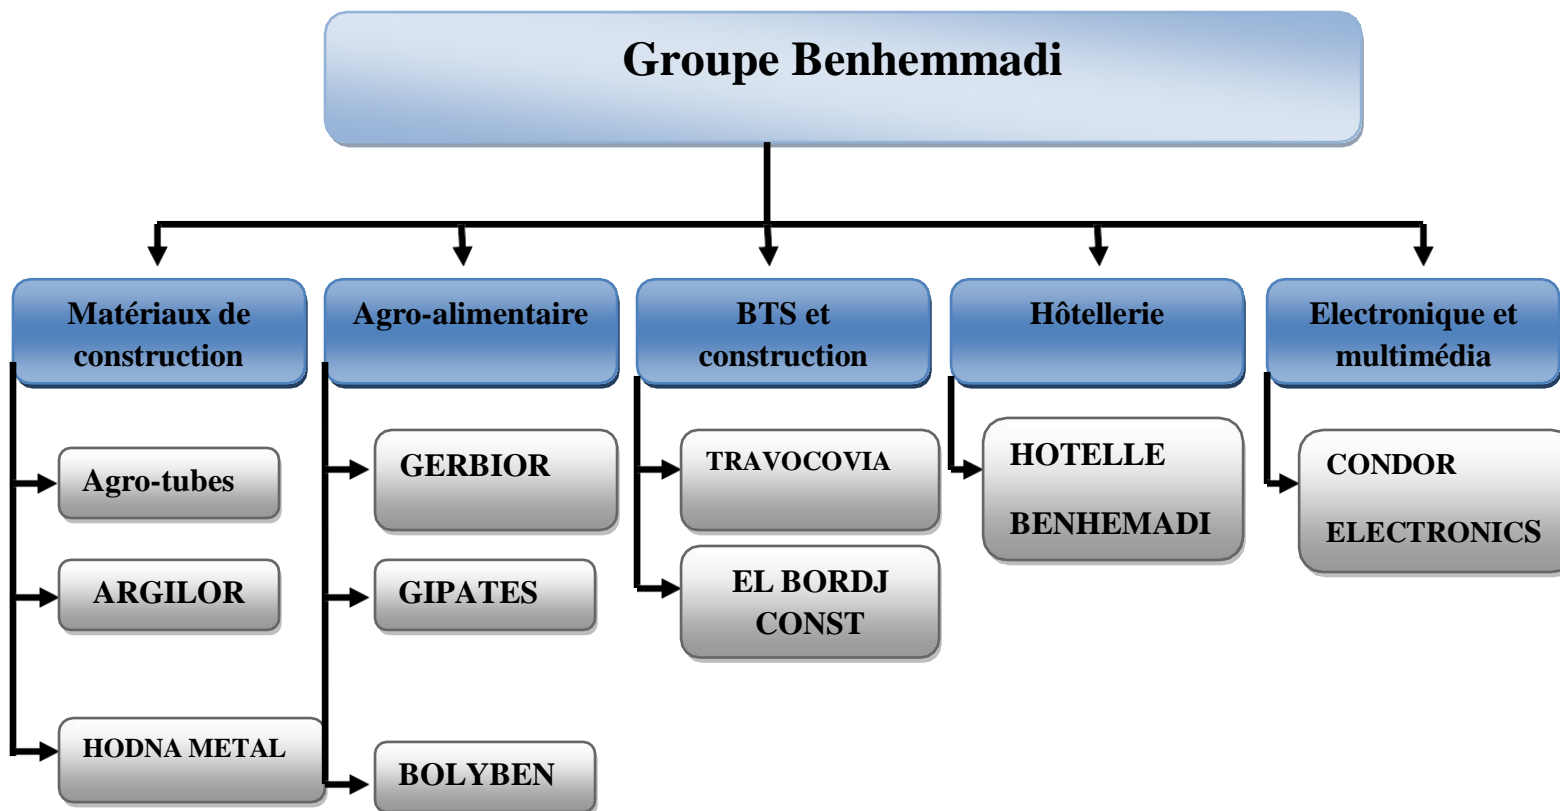 Groupe Benhemmadi
Matériaux de
construction
Agro-alimentaire
BTS et
construction
Hôtellerie
Electronique et
multimédia
Agro-tubes
ARGILOR
HODNA METAL
GERBIOR
GIPATES
BOLYBEN
TRAVOCOVIA
EL BORDJ
CONST
HOTELLE
BENHEMADI
CONDOR
ELECTRONICS